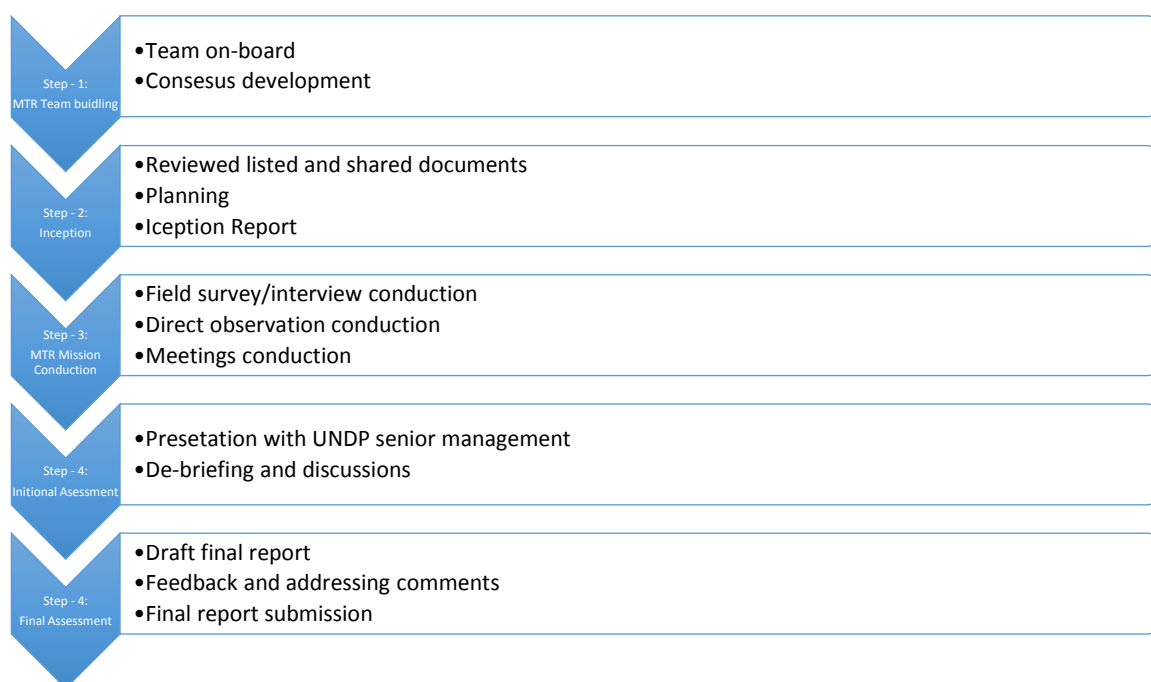 Step - 1:
MTR Team buidling
•Team on-board
•Consesus development
Step - 2:
Inception
•Reviewed listed and shared documents
•Planning
•Iception Report
Step - 3:
MTR Mission
Conduction
•Field survey/interview conduction
•Direct observation conduction
•Meetings conduction
Step - 4:
Initional Asessment
•Presetation with UNDP senior management
•De-briefing and discussions
Step - 4:
Final Assessment
•Draft final report
•Feedback and addressing comments
•Final report submission